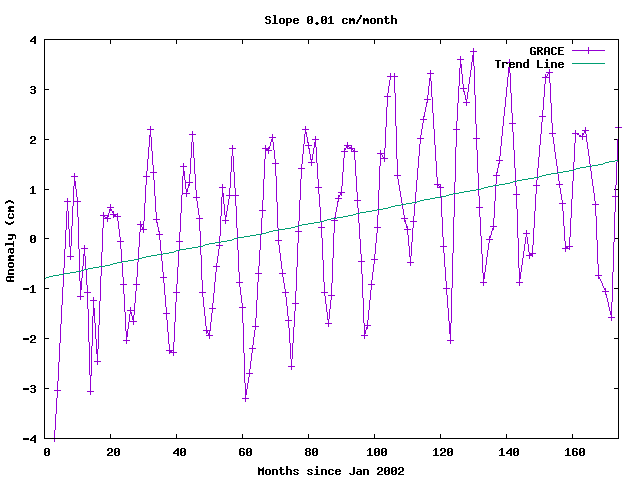 Slope 0.01 cm/month
GRACE
Trend Line
4
3
2
1
0
-1
-2
-3
-4
Anomaly (cm)
0 20 40 60 80 100 120 140 160
Months since Jan 2002